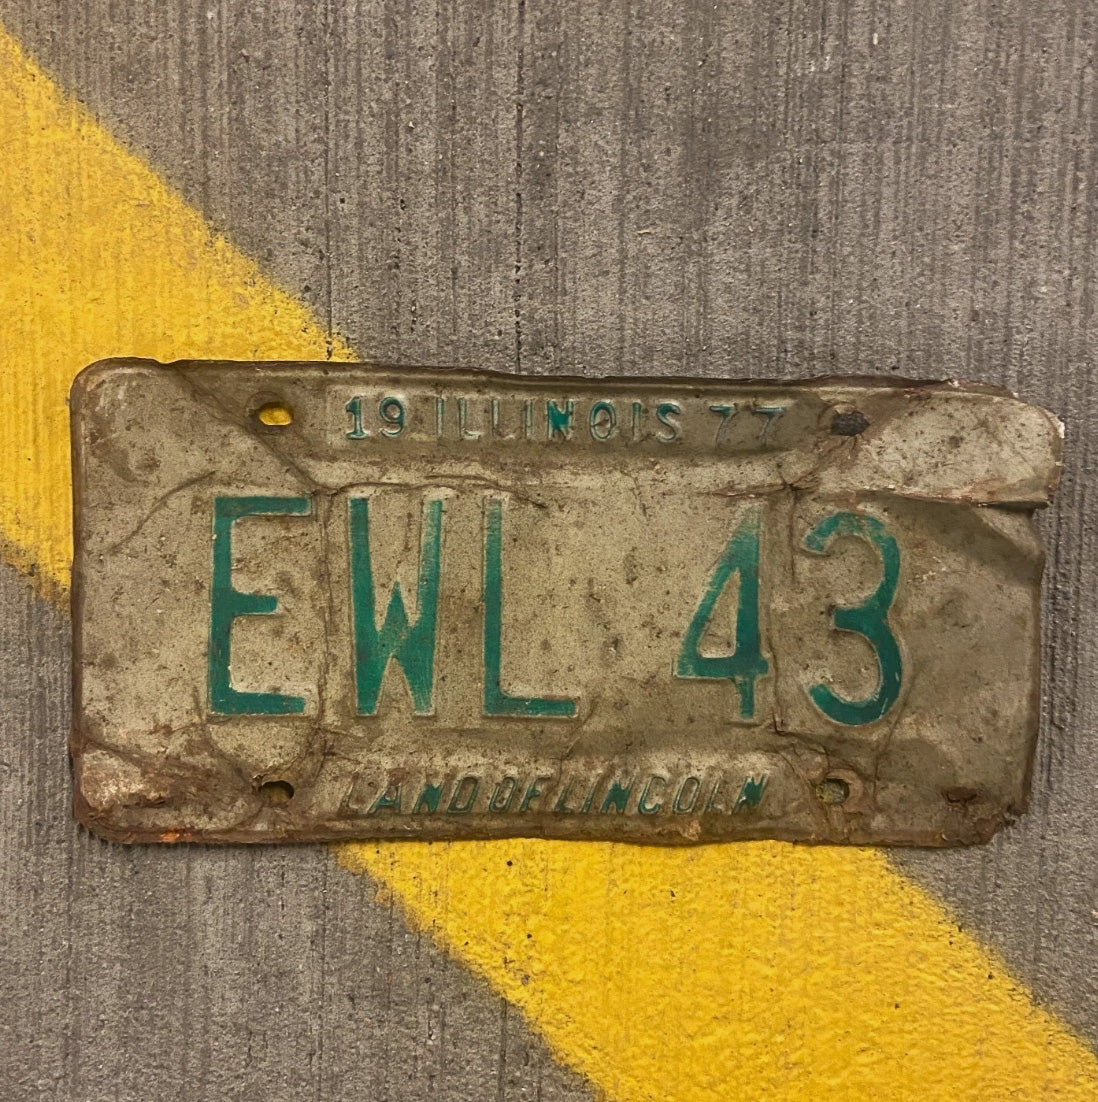 19 ILLINOIS 77
EWL 43
LAND OF LINCOLN